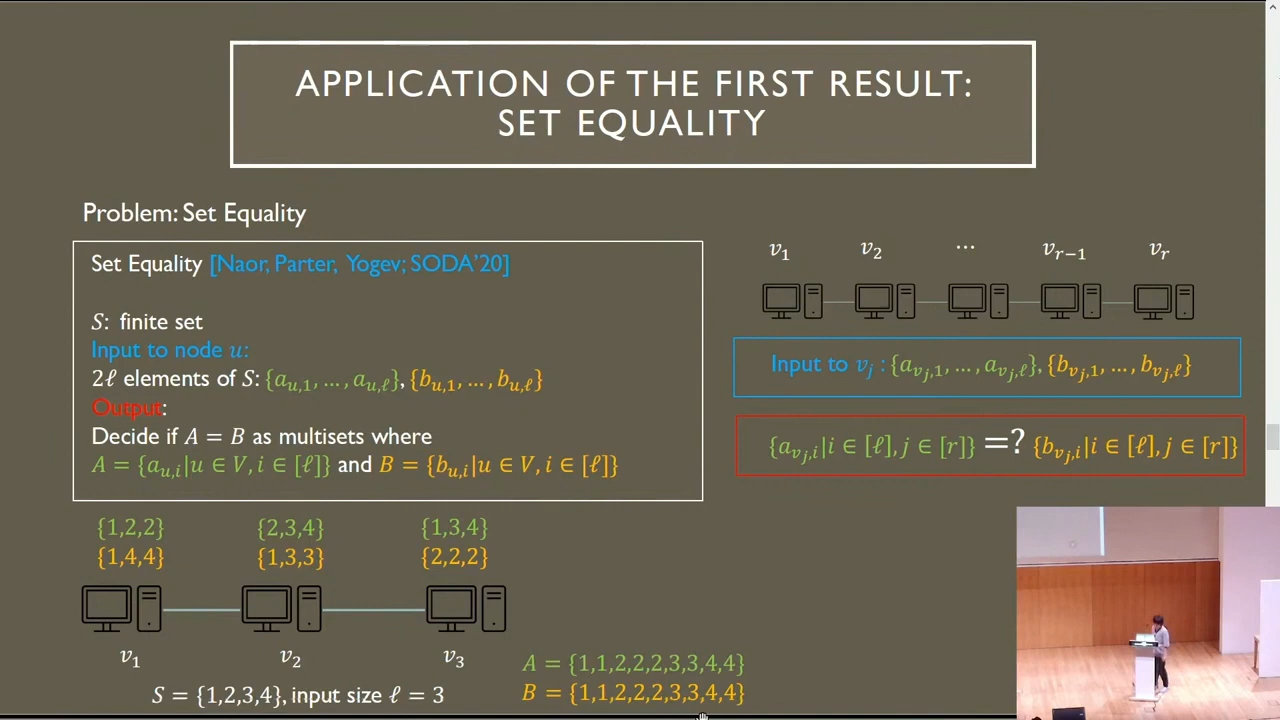 APPLICATION OF THE FIRST RESULT:
SET EQUALITY
Problem: Set Equality
Set Equality [Naor, Parter, Yogev; SODA'20]
S: finite set
Input to node u:
2ℓ elements of S: {a_{u,1}, …, a_{u,ℓ}}, {b_{u,1}, …, b_{u,ℓ}}
Output:
Decide if A = B as multisets where
A = {a_{u,i}|u ∈ V, i ∈ [ℓ]} and B = {b_{u,i}|u ∈ V, i ∈ [ℓ]}
v_1 v_2 ⋯ v_{r−1} v_r
Input to v_j : {a_{v_j,1}, …, a_{v_j,ℓ}}, {b_{v_j,1}, …, b_{v_j,ℓ}}
{a_{v_j,i}|i ∈ [ℓ], j ∈ [r]} =? {b_{v_j,i}|i ∈ [ℓ], j ∈ [r]}
{1,2,2} {2,3,4} {1,3,4}
{1,4,4} {1,3,3} {2,2,2}
v_1 v_2 v_3
S = {1,2,3,4}, input size ℓ = 3
A = {1,1,2,2,2,3,3,4,4}
B = {1,1,2,2,2,3,3,4,4}